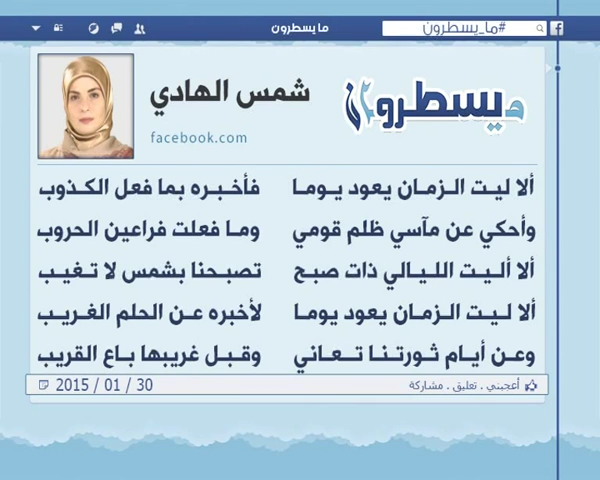 ما يسطرون
#ما_يسطرون
شمس الهادي
ما يسطرون
facebook.com
ألا ليت الزمان يعود يوما فأخبره بما فعل الكذوب
وأحكي عن مآسي ظلم قومي وما فعلت فراعين الحروب
ألا أليت الليالي ذات صبح تصبحنا بشمس لا تغيب
ألا ليت الزمان يعود يوما لأخبره عن الحلم الغريب
وعن أيام ثورتنا تعاني وقبل غريبها باع القريب
أعجبني . تعليق . مشاركة
2015 / 01 / 30